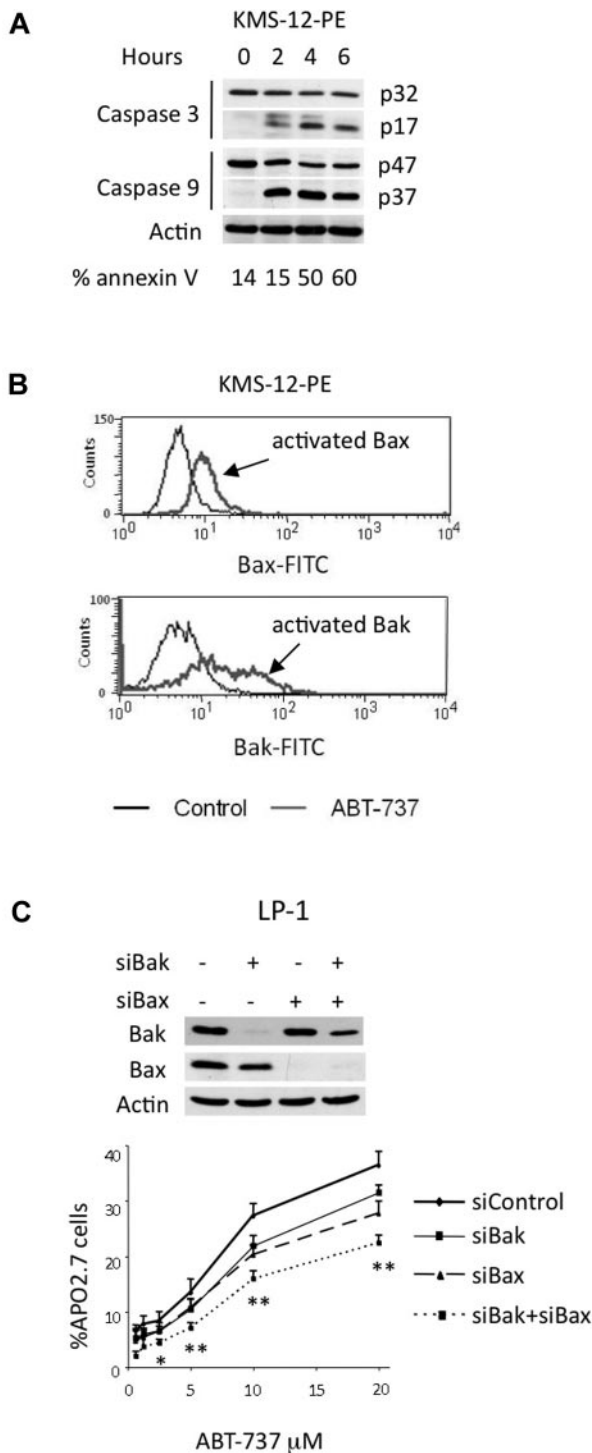 A
KMS-12-PE
Hours 0 2 4 6
Caspase 3 p32
p17
Caspase 9 p47
p37
Actin
% annexin V 14 15 50 60
B
KMS-12-PE
150
Counts
0
activated Bax
10^0 10^1 10^2 10^3 10^4
Bax-FITC
100
Counts
0
activated Bak
10^0 10^1 10^2 10^3 10^4
Bak-FITC
Control ABT-737
C
LP-1
siBak - + - +
siBax - - + +
Bak
Bax
Actin
%APO2.7 cells
40
30
20
10
0
0 5 10 15 20
* ** ** **
ABT-737 μM
siControl
siBak
siBax
siBak+siBax